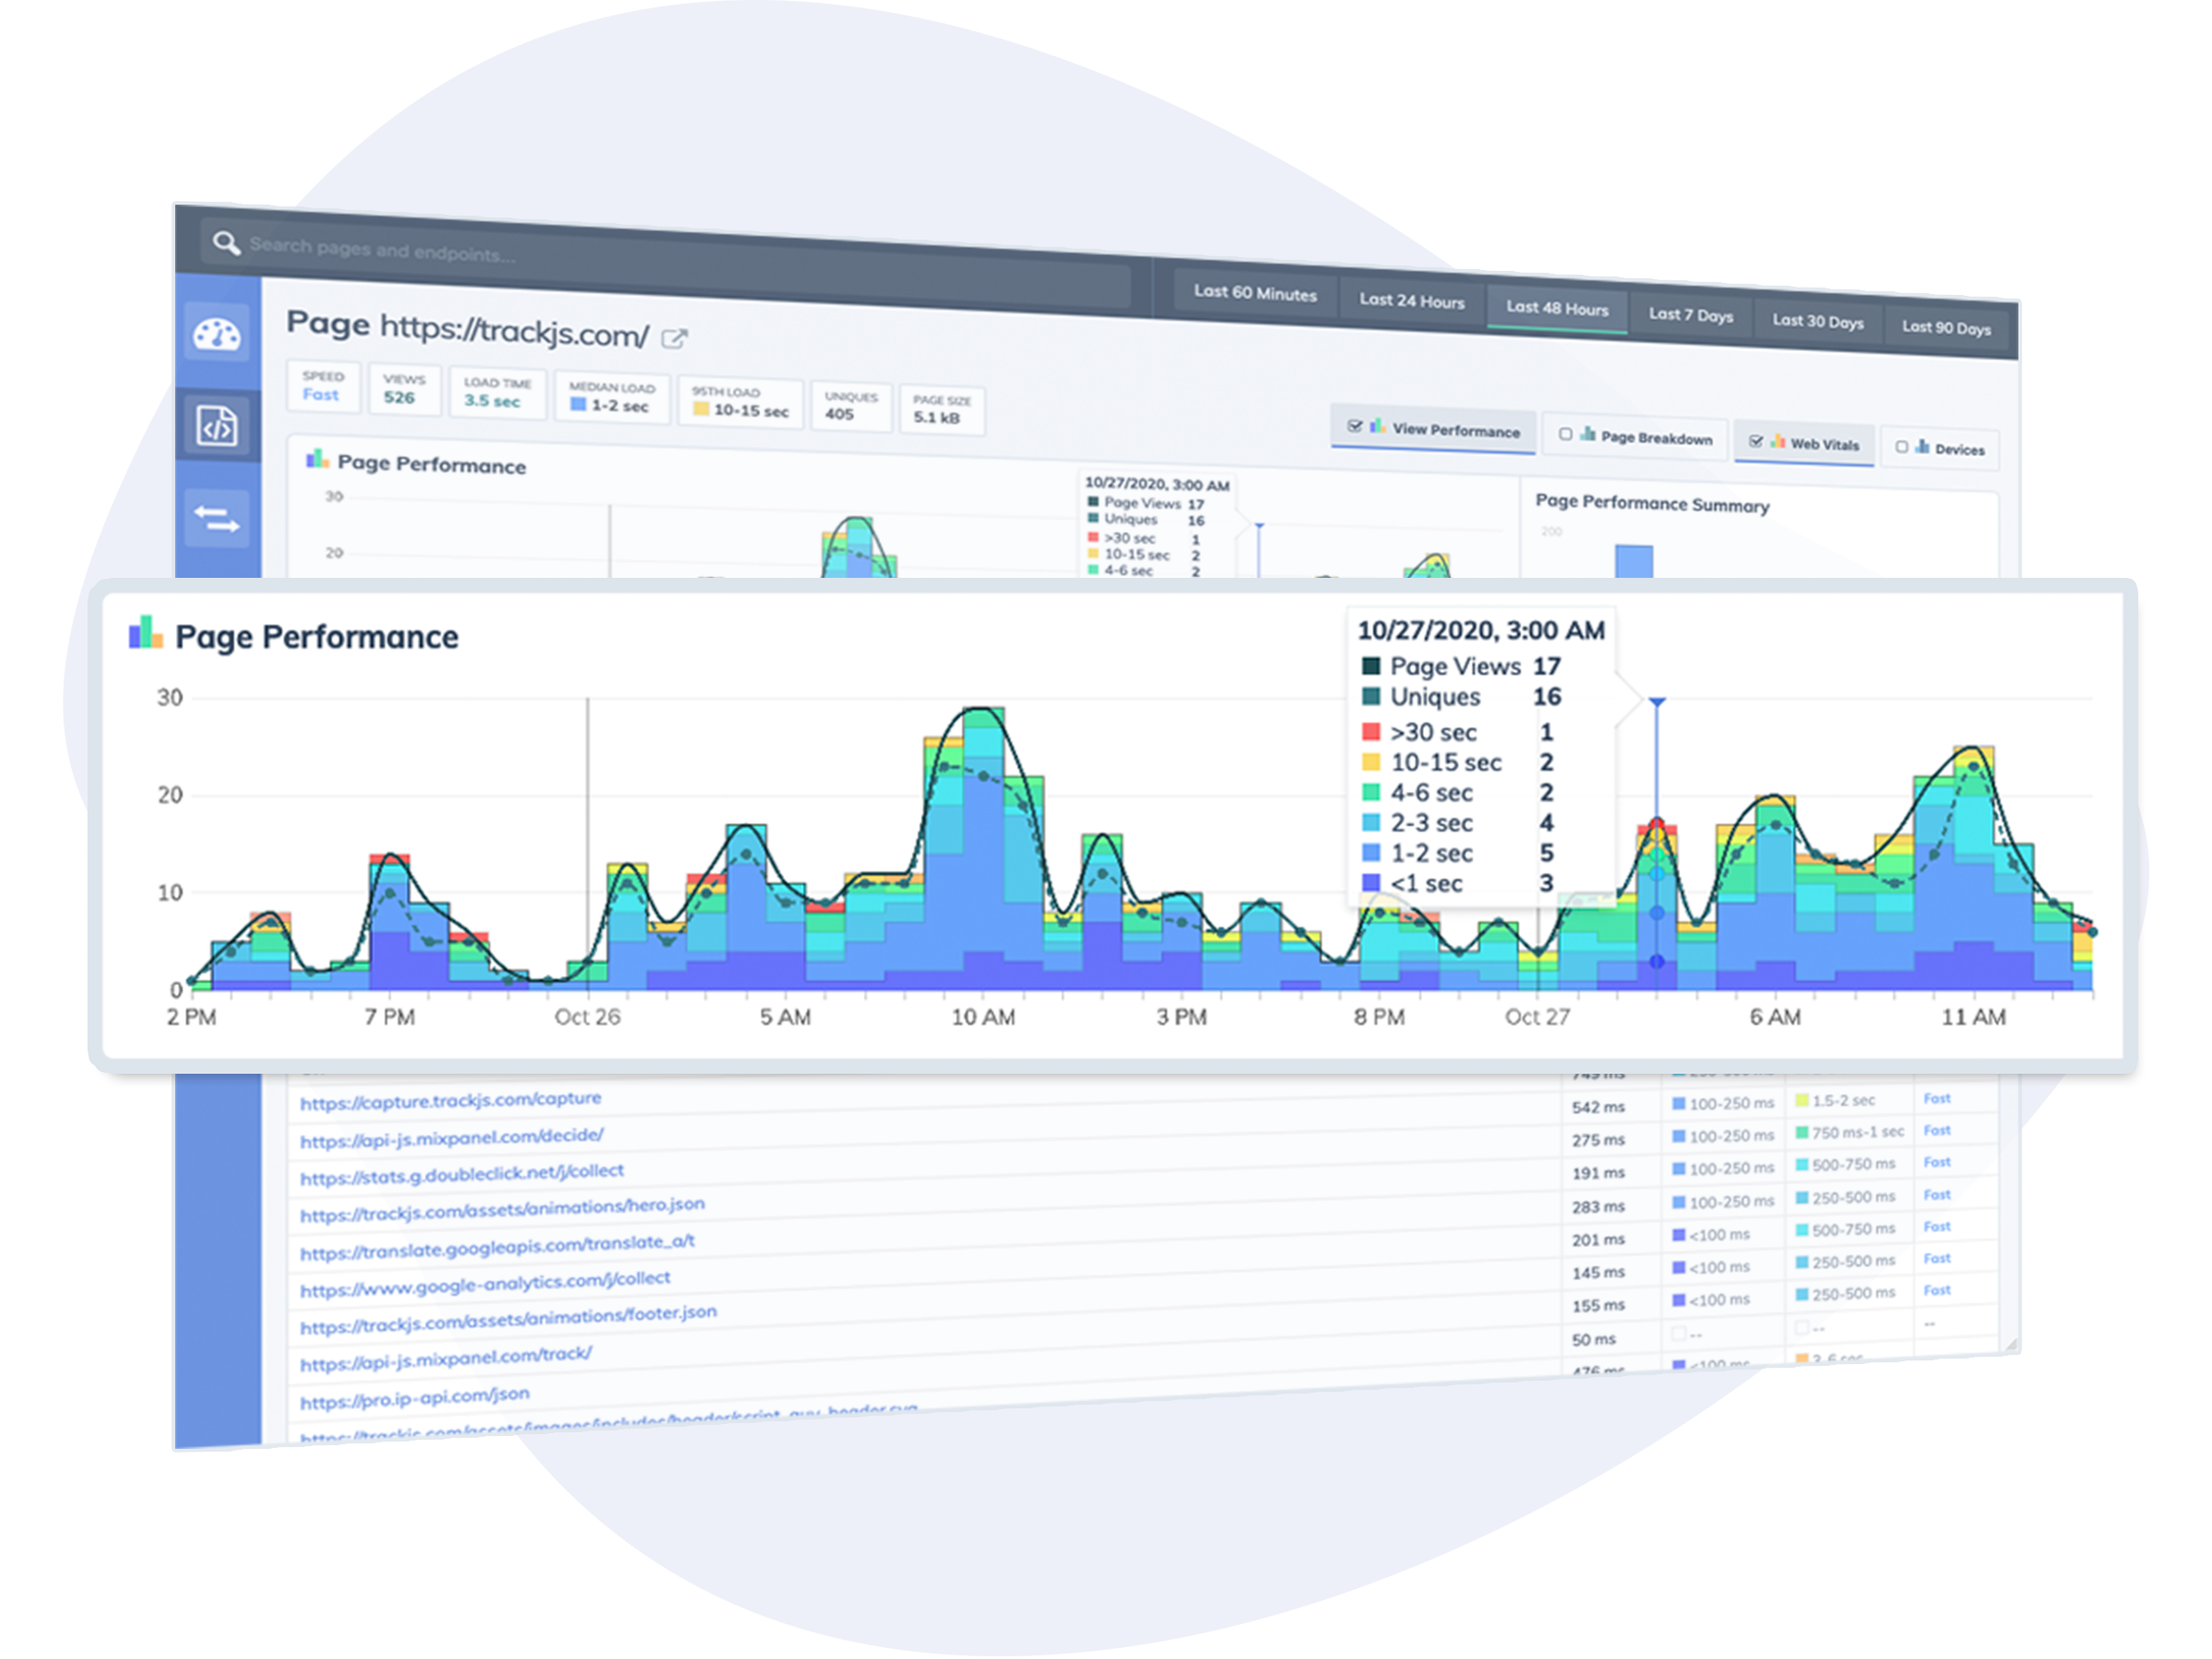 Search pages and endpoints...
Last 60 Minutes
Last 24 Hours
Last 48 Hours
Last 7 Days
Last 30 Days
Last 90 Days
Page https://trackjs.com/
SPEED
Fast
VIEWS
526
LOAD TIME
3.5 sec
MEDIAN LOAD
1-2 sec
95TH LOAD
10-15 sec
UNIQUES
405
PAGE SIZE
5.1 kB
View Performance
Page Breakdown
Web Vitals
Devices
Page Performance
30
20
10/27/2020, 3:00 AM
Page Views 17
Uniques 16
>30 sec 1
10-15 sec 2
4-6 sec 2
Page Performance Summary
200
Page Performance
30
20
10
0
10/27/2020, 3:00 AM
Page Views 17
Uniques 16
>30 sec 1
10-15 sec 2
4-6 sec 2
2-3 sec 4
1-2 sec 5
<1 sec 3
2 PM
7 PM
Oct 26
5 AM
10 AM
3 PM
8 PM
Oct 27
6 AM
11 AM
749 ms
https://capture.trackjs.com/capture
542 ms 100-250 ms 1.5-2 sec Fast
https://api-js.mixpanel.com/decide/
275 ms 100-250 ms 750 ms-1 sec Fast
https://stats.g.doubleclick.net/j/collect
191 ms 100-250 ms 500-750 ms Fast
https://trackjs.com/assets/animations/hero.json
283 ms 100-250 ms 250-500 ms Fast
https://translate.googleapis.com/translate_a/t
201 ms <100 ms 500-750 ms Fast
https://www.google-analytics.com/j/collect
145 ms <100 ms 250-500 ms Fast
https://trackjs.com/assets/animations/footer.json
155 ms <100 ms 250-500 ms Fast
https://api-js.mixpanel.com/track/
50 ms -- -- --
https://pro.ip-api.com/json
476 ms <100 ms
https://trackjs.com/assets/images/includes/header/script_guy_header.svg